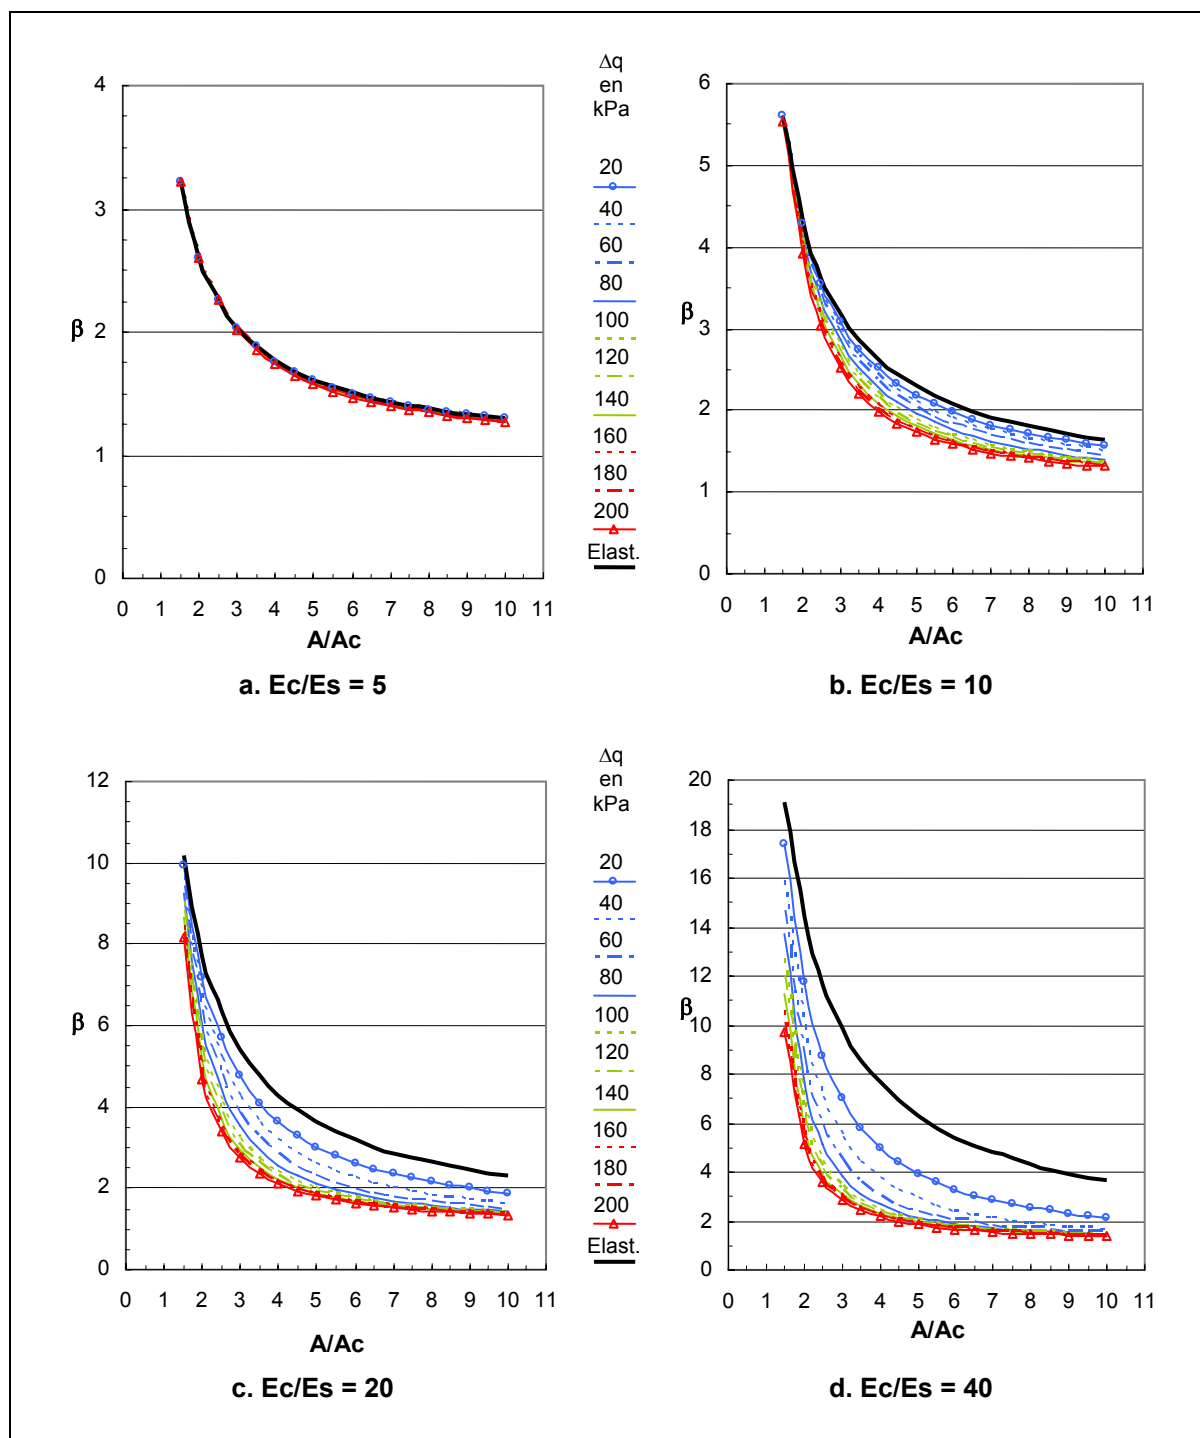 4
3
2
1
0
β
0 1 2 3 4 5 6 7 8 9 10 11
A/Ac
a. Ec/Es = 5
Δq
en
kPa
20
40
60
80
100
120
140
160
180
200
Elast.
6
5
4
3
2
1
0
β
0 1 2 3 4 5 6 7 8 9 10 11
A/Ac
b. Ec/Es = 10
12
10
8
6
4
2
0
β
0 1 2 3 4 5 6 7 8 9 10 11
A/Ac
c. Ec/Es = 20
Δq
en
kPa
20
40
60
80
100
120
140
160
180
200
Elast.
20
18
16
14
12
10
8
6
4
2
0
β
0 1 2 3 4 5 6 7 8 9 10 11
A/Ac
d. Ec/Es = 40